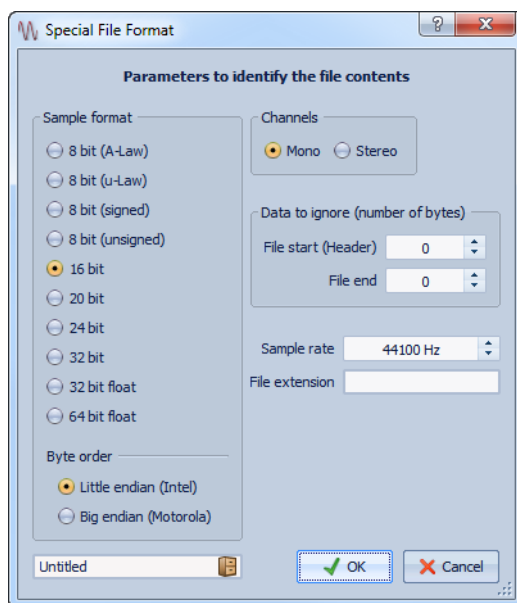 Special File Format
Parameters to identify the file contents
Sample format
8 bit (A-Law)
8 bit (u-Law)
8 bit (signed)
8 bit (unsigned)
16 bit
20 bit
24 bit
32 bit
32 bit float
64 bit float
Byte order
Little endian (Intel)
Big endian (Motorola)
Channels
Mono Stereo
Data to ignore (number of bytes)
File start (Header) 0
File end 0
Sample rate 44100 Hz
File extension
Untitled
OK Cancel